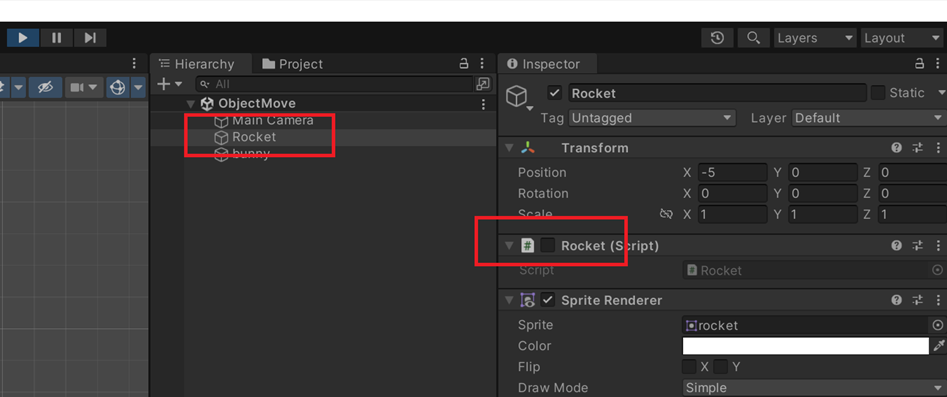 Layers Layout
Hierarchy Project Inspector
All
ObjectMove
Main Camera
Rocket
bunny
Rocket Static
Tag Untagged Layer Default
Transform
Position X -5 Y 0 Z 0
Rotation X 0 Y 0 Z 0
Scale X 1 Y 1 Z 1
# Rocket (Script)
Script # Rocket
Sprite Renderer
Sprite rocket
Color
Flip X Y
Draw Mode Simple